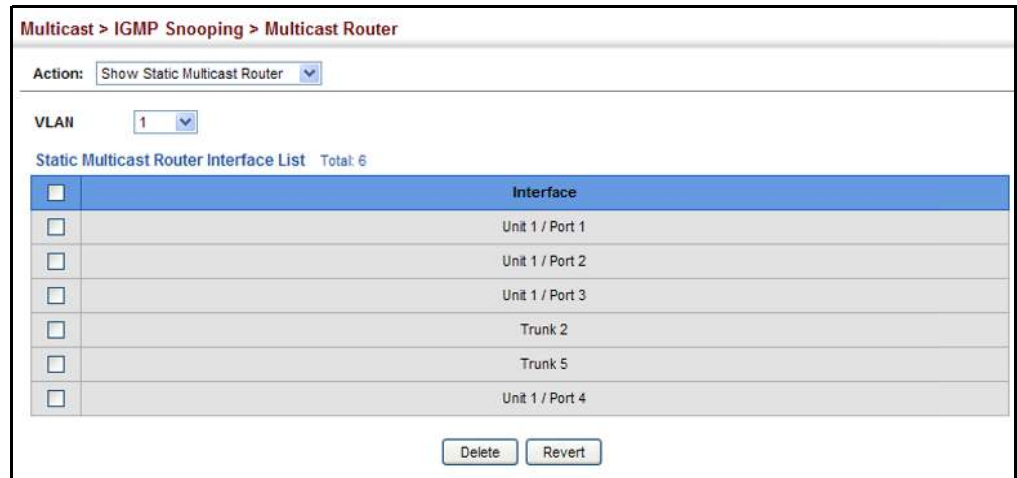 Multicast > IGMP Snooping > Multicast Router
Action: Show Static Multicast Router
VLAN 1
Static Multicast Router Interface List Total: 6
Interface
Unit 1 / Port 1
Unit 1 / Port 2
Unit 1 / Port 3
Trunk 2
Trunk 5
Unit 1 / Port 4
Delete Revert